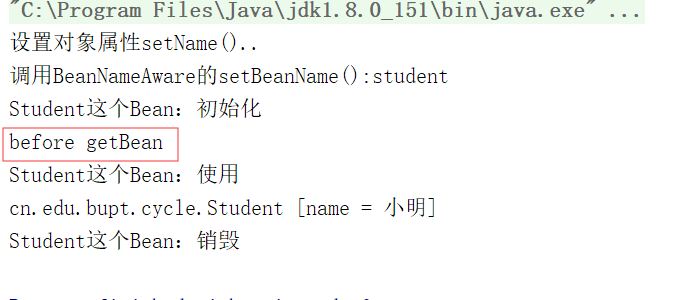 "C:\Program Files\Java\jdk1.8.0_151\bin\java.exe" ...
设置对象属性setName()..
调用BeanNameAware的setBeanName():student
Student这个Bean：初始化
before getBean
Student这个Bean：使用
cn.edu.bupt.cycle.Student [name = 小明]
Student这个Bean：销毁